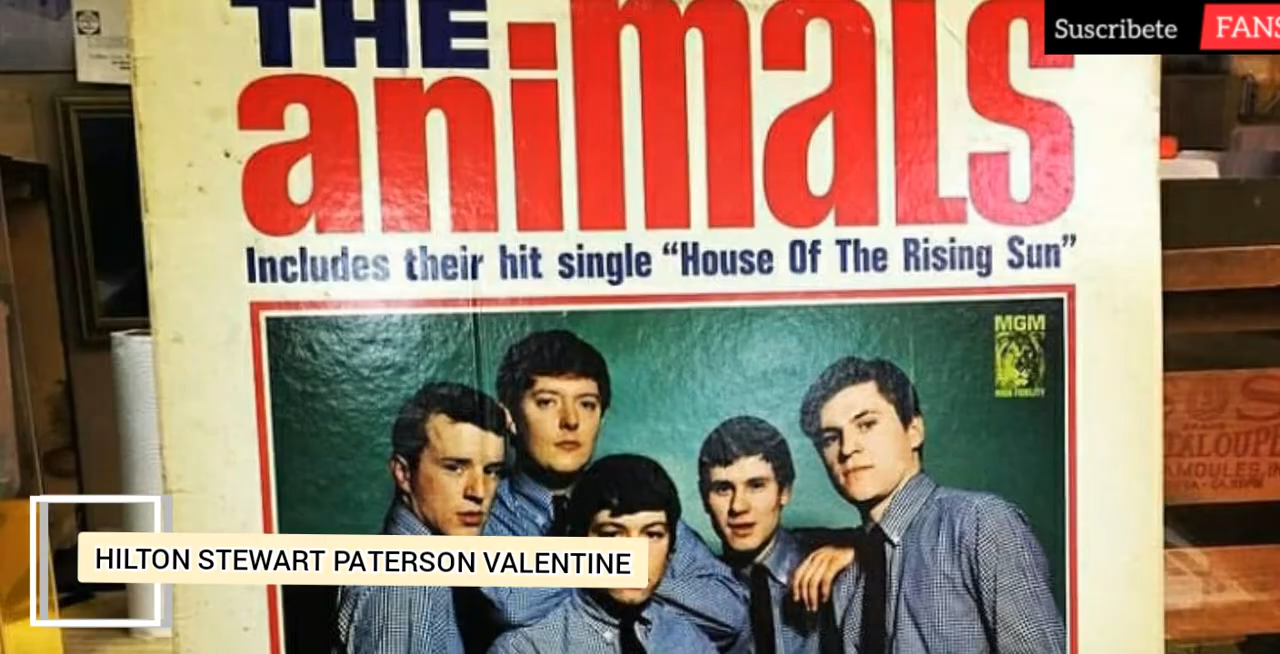 THE
Suscribete
FANS
animals
Includes their hit single “House Of The Rising Sun”
MGM
HIGH FIDELITY
HILTON STEWART PATERSON VALENTINE